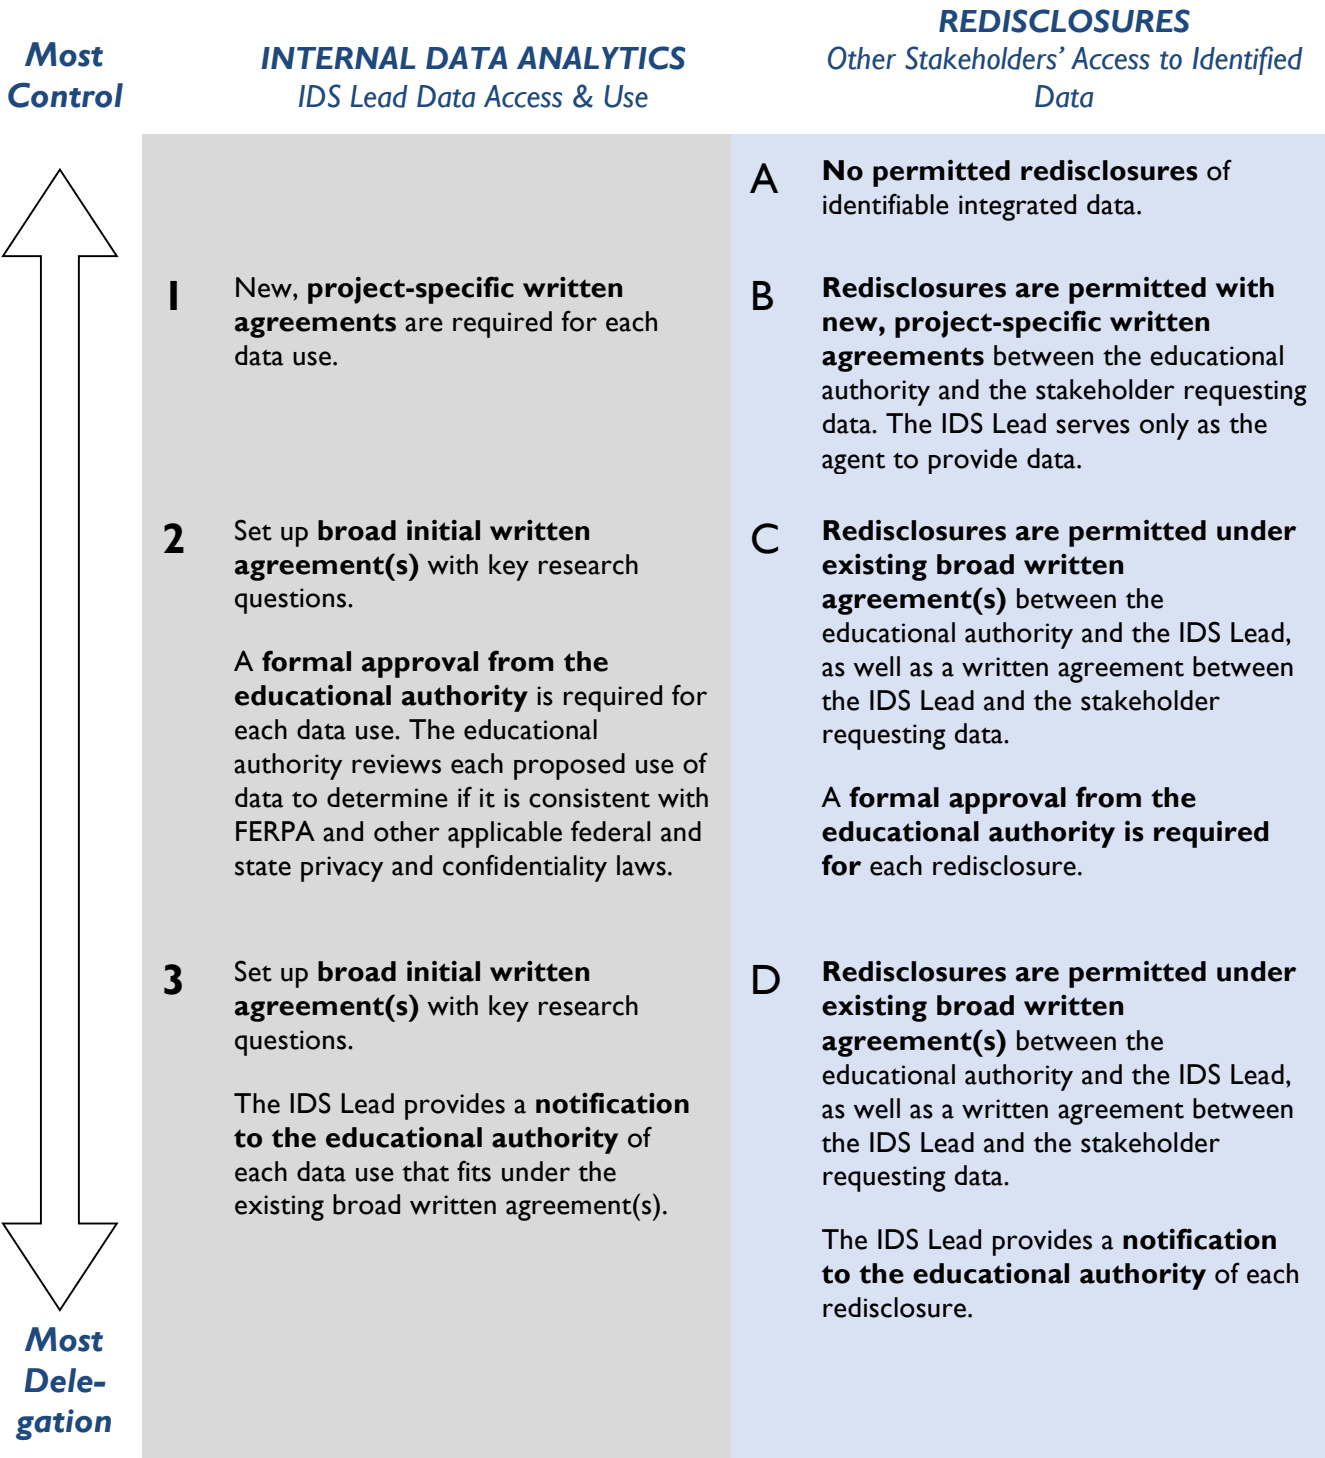 Most
Control
INTERNAL DATA ANALYTICS
IDS Lead Data Access & Use
REDISCLOSURES
Other Stakeholders’ Access to Identified
Data
A
No permitted redisclosures of
identifiable integrated data.
1
New, project-specific written
agreements are required for each
data use.
B
Redisclosures are permitted with
new, project-specific written
agreements between the educational
authority and the stakeholder requesting
data. The IDS Lead serves only as the
agent to provide data.
2
Set up broad initial written
agreement(s) with key research
questions.
A formal approval from the
educational authority is required for
each data use. The educational
authority reviews each proposed use of
data to determine if it is consistent with
FERPA and other applicable federal and
state privacy and confidentiality laws.
C
Redisclosures are permitted under
existing broad written
agreement(s) between the
educational authority and the IDS Lead,
as well as a written agreement between
the IDS Lead and the stakeholder
requesting data.
A formal approval from the
educational authority is required
for each redisclosure.
3
Set up broad initial written
agreement(s) with key research
questions.
The IDS Lead provides a notification
to the educational authority of
each data use that fits under the
existing broad written agreement(s).
D
Redisclosures are permitted under
existing broad written
agreement(s) between the
educational authority and the IDS Lead,
as well as a written agreement between
the IDS Lead and the stakeholder
requesting data.
The IDS Lead provides a notification
to the educational authority of each
redisclosure.
Most
Dele-
gation